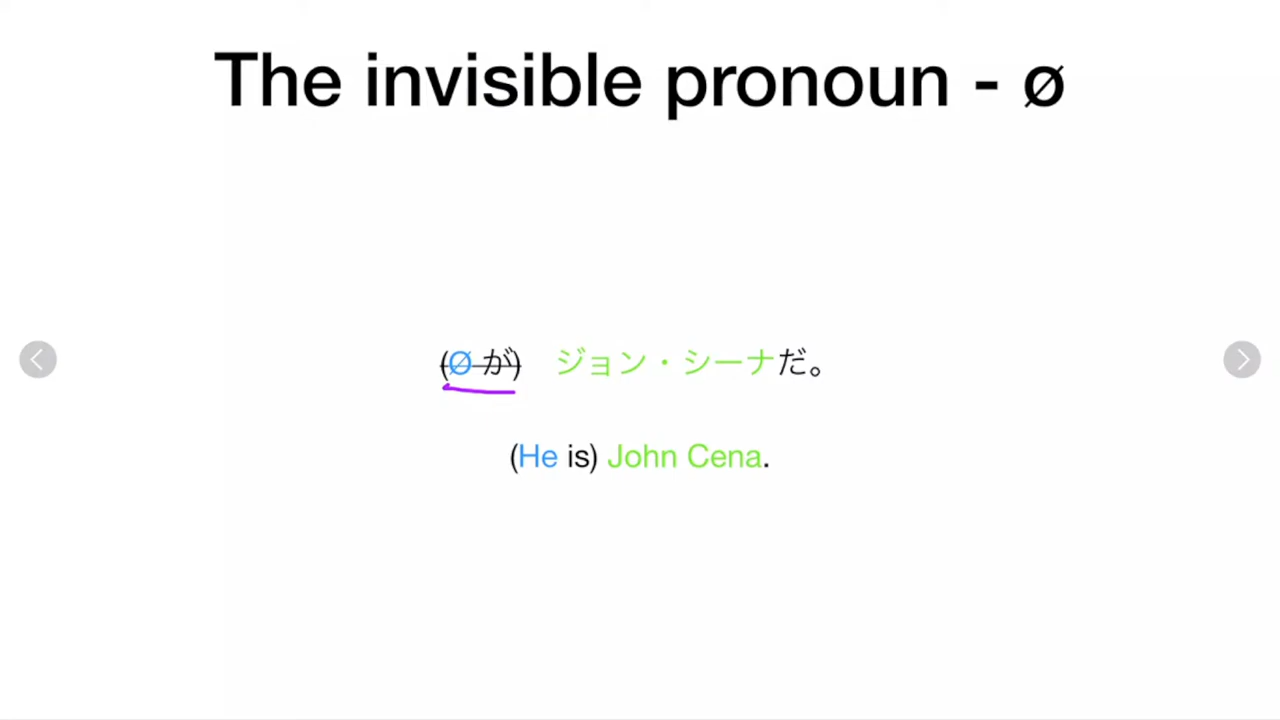 The invisible pronoun - ø
(Ø が) ジョン・シーナだ。
(He is) John Cena.